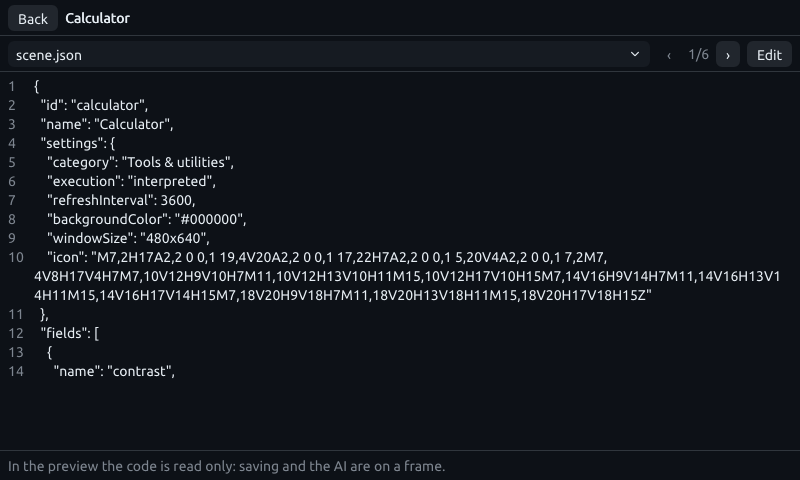 Back Calculator
scene.json ‹ 1/6 › Edit
1 {
2 "id": "calculator",
3 "name": "Calculator",
4 "settings": {
5 "category": "Tools & utilities",
6 "execution": "interpreted",
7 "refreshInterval": 3600,
8 "backgroundColor": "#000000",
9 "windowSize": "480x640",
10 "icon": "M7,2H17A2,2 0 0,1 19,4V20A2,2 0 0,1 17,22H7A2,2 0 0,1 5,20V4A2,2 0 0,1 7,2M7,
4V8H17V4H7M7,10V12H9V10H7M11,10V12H13V10H11M15,10V12H17V10H15M7,14V16H9V14H7M11,14V16H13V1
4H11M15,14V16H17V14H15M7,18V20H9V18H7M11,18V20H13V18H11M15,18V20H17V18H15Z"
11 },
12 "fields": [
13 {
14 "name": "contrast",
In the preview the code is read only: saving and the AI are on a frame.